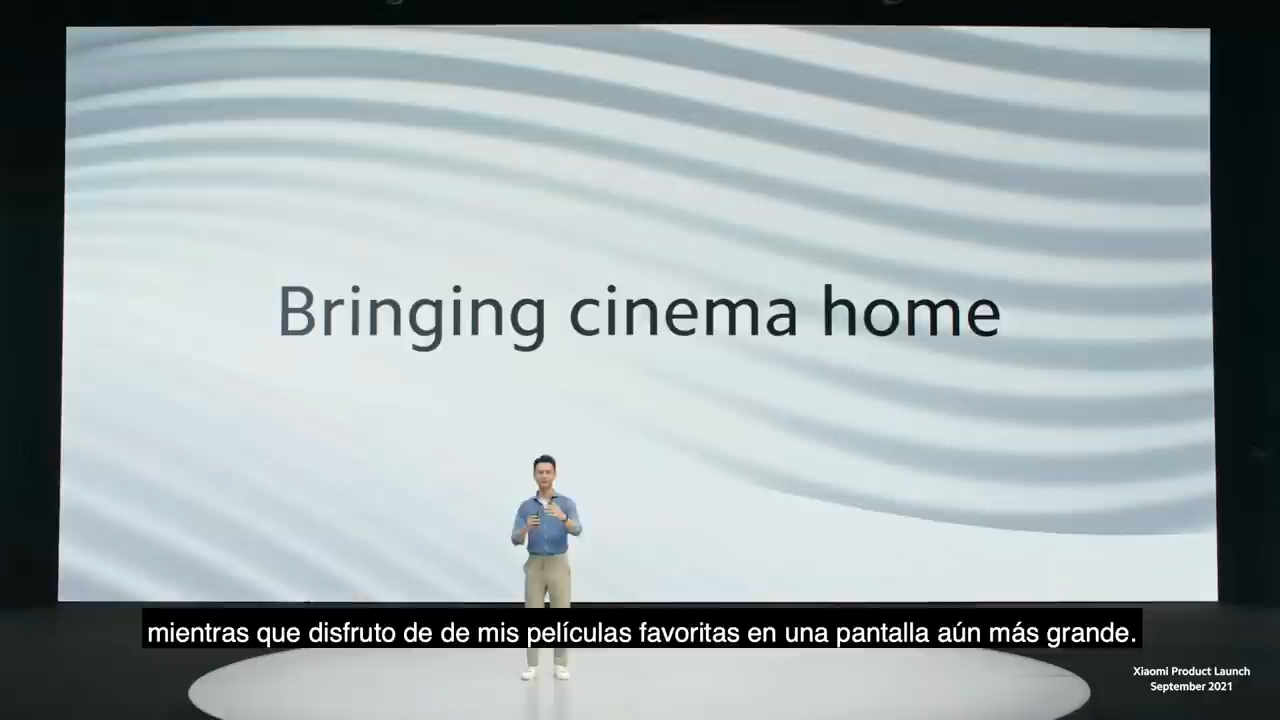 Bringing cinema home
mientras que disfruto de de mis películas favoritas en una pantalla aún más grande.
Xiaomi Product Launch
September 2021